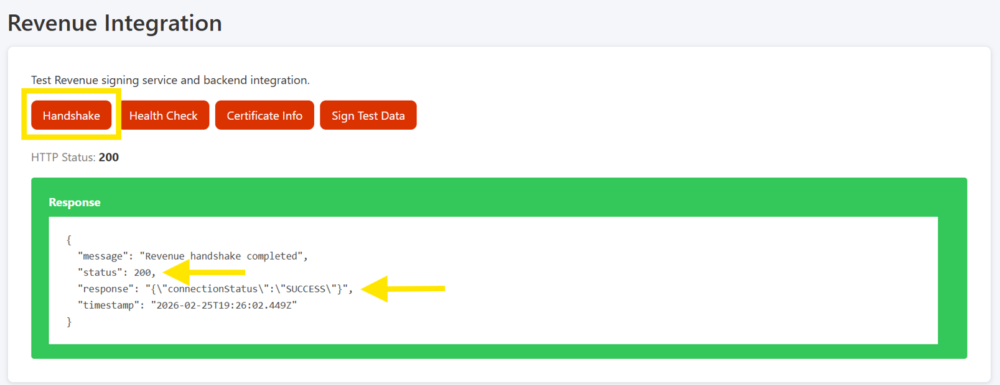 Revenue Integration
Test Revenue signing service and backend integration.
Handshake Health Check Certificate Info Sign Test Data
HTTP Status: 200
Response
{
"message": "Revenue handshake completed",
"status": 200,
"response": "{\"connectionStatus\":\"SUCCESS\"}",
"timestamp": "2026-02-25T19:26:02.449Z"
}